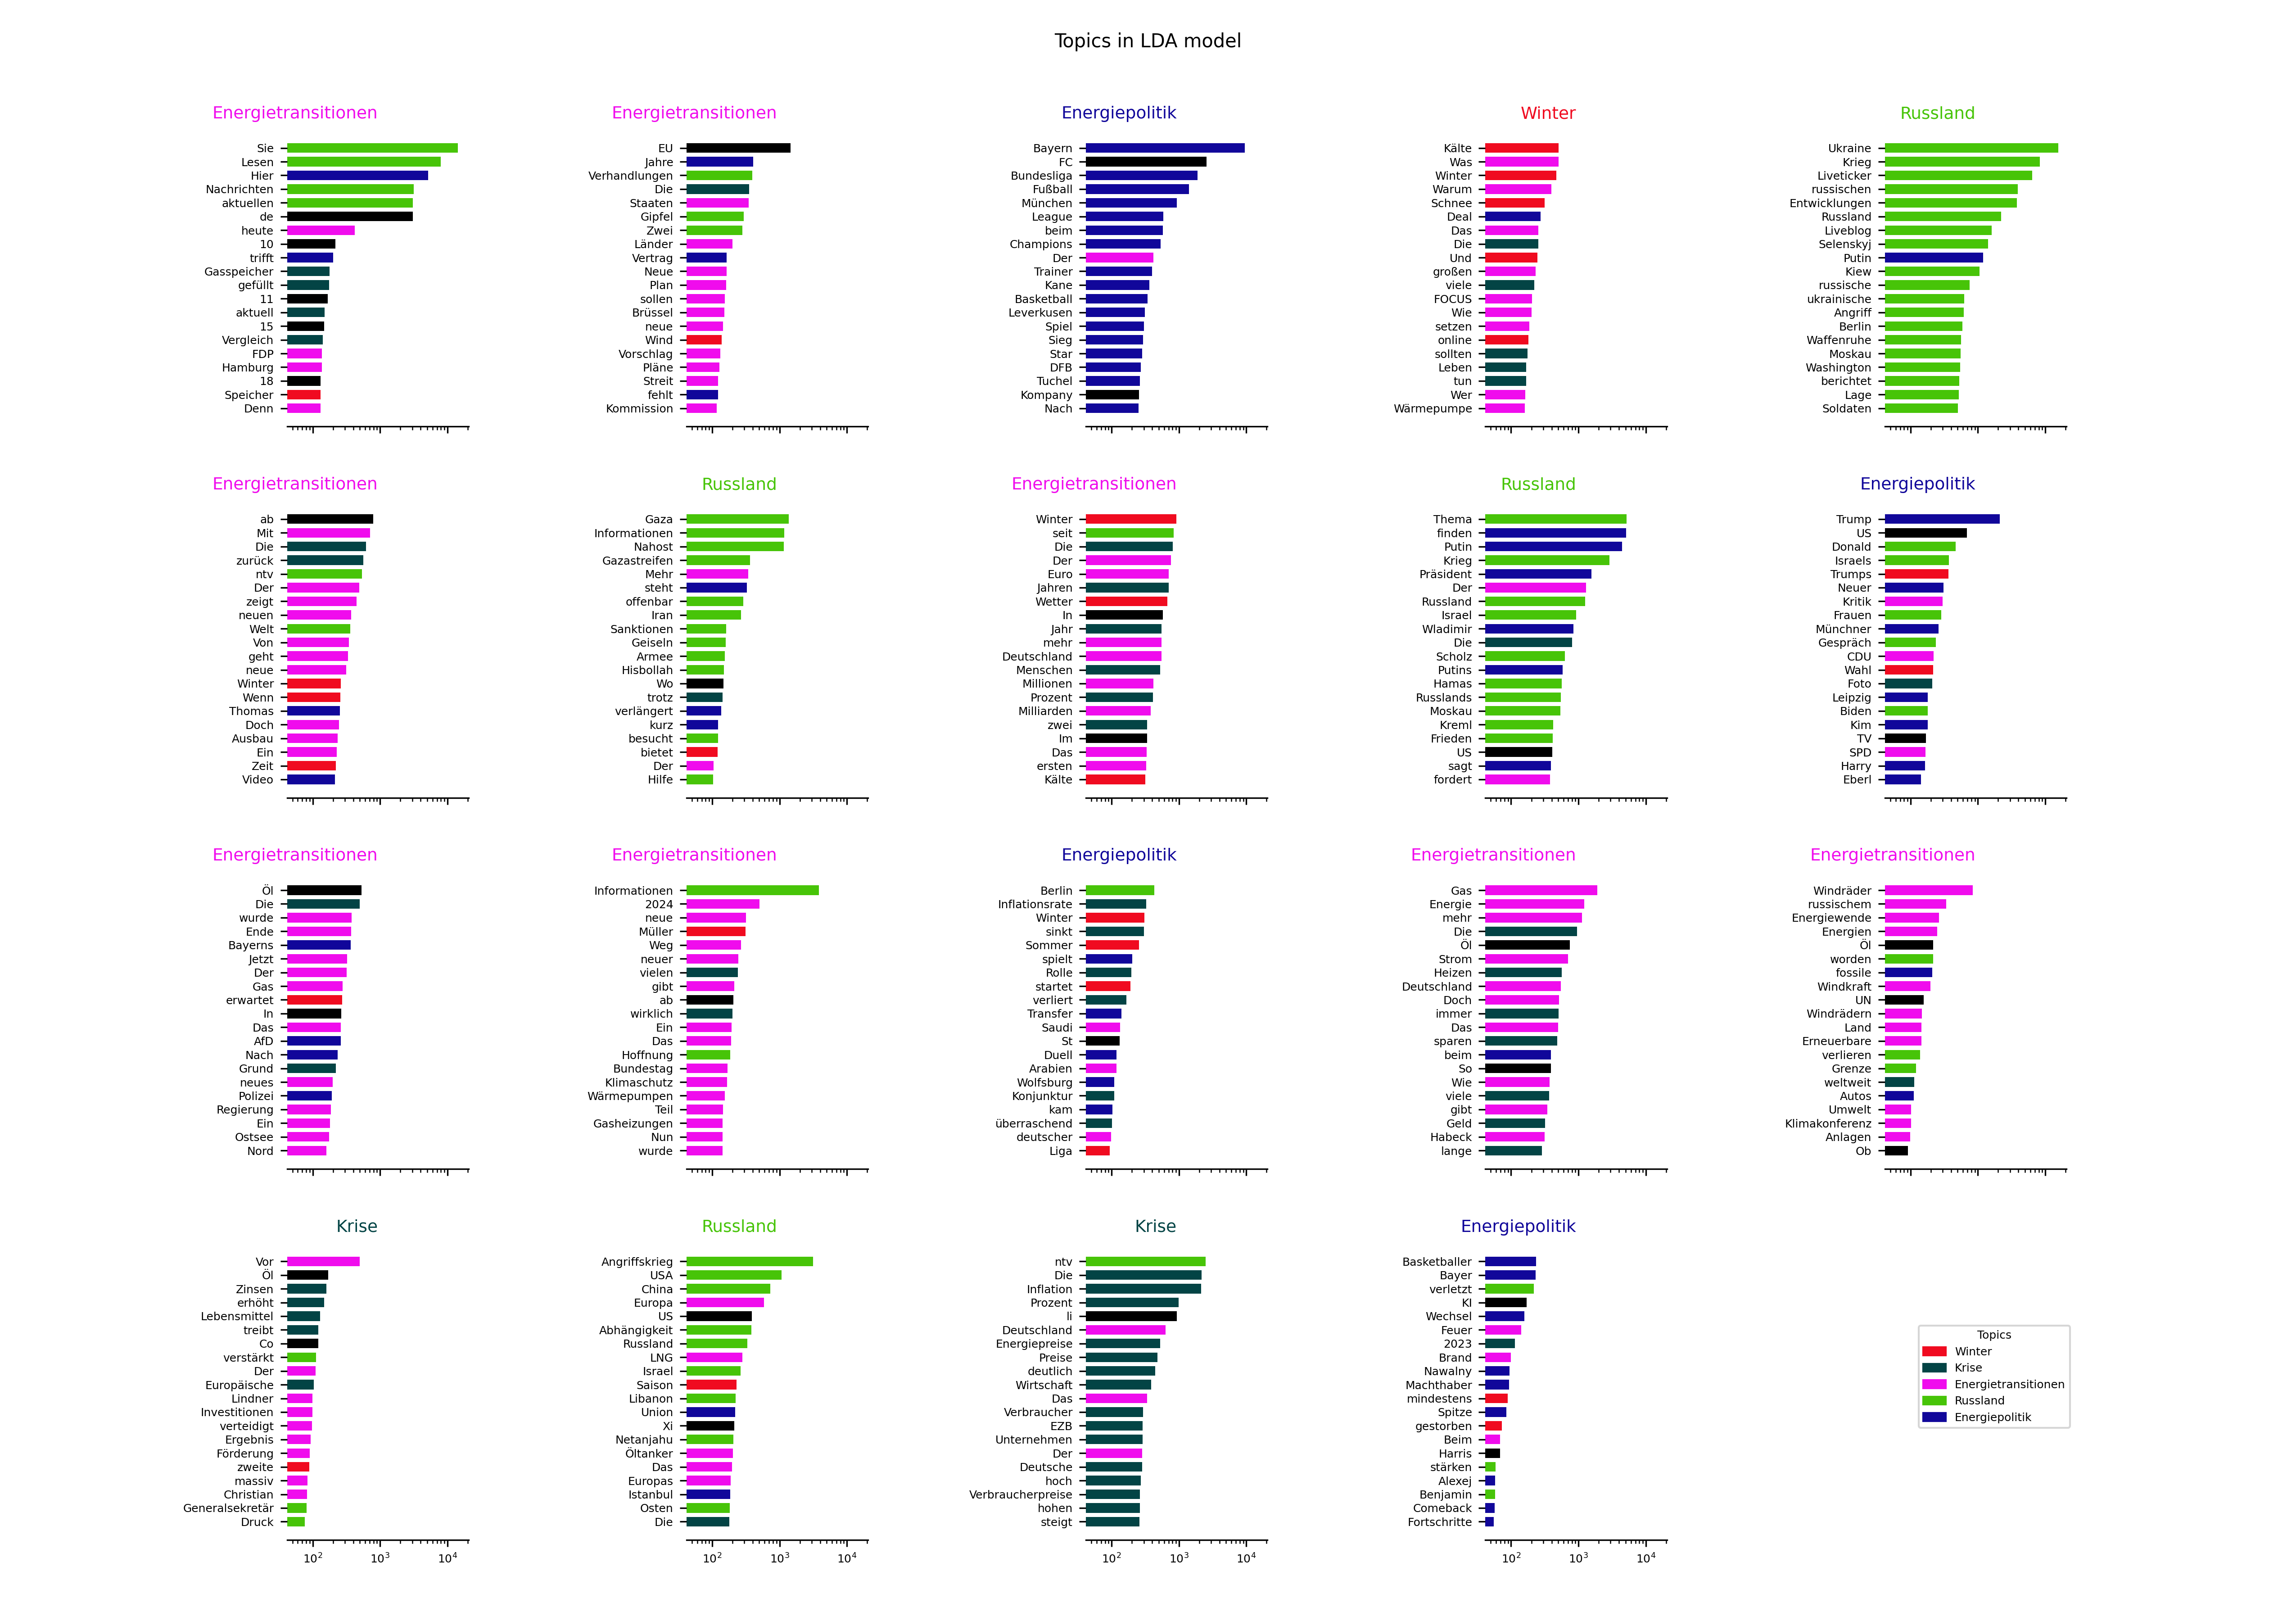 Topics in LDA model
Energietransitionen
Sie
Lesen
Hier
Nachrichten
aktuellen
de
heute
10
trifft
Gasspeicher
gefüllt
11
aktuell
15
Vergleich
FDP
Hamburg
18
Speicher
Denn
Energietransitionen
EU
Jahre
Verhandlungen
Die
Staaten
Gipfel
Zwei
Länder
Vertrag
Neue
Plan
sollen
Brüssel
neue
Wind
Vorschlag
Pläne
Streit
fehlt
Kommission
Energiepolitik
Bayern
FC
Bundesliga
Fußball
München
League
beim
Champions
Der
Trainer
Kane
Basketball
Leverkusen
Spiel
Sieg
Star
DFB
Tuchel
Kompany
Nach
Winter
Kälte
Was
Winter
Warum
Schnee
Deal
Das
Die
Und
großen
viele
FOCUS
Wie
setzen
online
sollten
Leben
tun
Wer
Wärmepumpe
Russland
Ukraine
Krieg
Liveticker
russischen
Entwicklungen
Russland
Liveblog
Selenskyj
Putin
Kiew
russische
ukrainische
Angriff
Berlin
Waffenruhe
Moskau
Washington
berichtet
Lage
Soldaten
Energietransitionen
ab
Mit
Die
zurück
ntv
Der
zeigt
neuen
Welt
Von
geht
neue
Winter
Wenn
Thomas
Doch
Ausbau
Ein
Zeit
Video
Russland
Gaza
Informationen
Nahost
Gazastreifen
Mehr
steht
offenbar
Iran
Sanktionen
Geiseln
Armee
Hisbollah
Wo
trotz
verlängert
kurz
besucht
bietet
Der
Hilfe
Energietransitionen
Winter
seit
Die
Der
Euro
Jahren
Wetter
In
Jahr
mehr
Deutschland
Menschen
Millionen
Prozent
Milliarden
zwei
Im
Das
ersten
Kälte
Russland
Thema
finden
Putin
Krieg
Präsident
Der
Russland
Israel
Wladimir
Die
Scholz
Putins
Hamas
Russlands
Moskau
Kreml
Frieden
US
sagt
fordert
Energiepolitik
Trump
US
Donald
Israels
Trumps
Neuer
Kritik
Frauen
Münchner
Gespräch
CDU
Wahl
Foto
Leipzig
Biden
Kim
TV
SPD
Harry
Eberl
Energietransitionen
Öl
Die
wurde
Ende
Bayerns
Jetzt
Der
Gas
erwartet
In
Das
AfD
Nach
Grund
neues
Polizei
Regierung
Ein
Ostsee
Nord
Energietransitionen
Informationen
2024
neue
Müller
Weg
neuer
vielen
gibt
ab
wirklich
Ein
Das
Hoffnung
Bundestag
Klimaschutz
Wärmepumpen
Teil
Gasheizungen
Nun
wurde
Energiepolitik
Berlin
Inflationsrate
Winter
sinkt
Sommer
spielt
Rolle
startet
verliert
Transfer
Saudi
St
Duell
Arabien
Wolfsburg
Konjunktur
kam
überraschend
deutscher
Liga
Energietransitionen
Gas
Energie
mehr
Die
Öl
Strom
Heizen
Deutschland
Doch
immer
Das
sparen
beim
So
Wie
viele
gibt
Geld
Habeck
lange
Energietransitionen
Windräder
russischem
Energiewende
Energien
Öl
worden
fossile
Windkraft
UN
Windrädern
Land
Erneuerbare
verlieren
Grenze
weltweit
Autos
Umwelt
Klimakonferenz
Anlagen
Ob
Krise
Vor
Öl
Zinsen
erhöht
Lebensmittel
treibt
Co
verstärkt
Der
Europäische
Lindner
Investitionen
verteidigt
Ergebnis
Förderung
zweite
massiv
Christian
Generalsekretär
Druck
10² 10³ 10⁴
Russland
Angriffskrieg
USA
China
Europa
US
Abhängigkeit
Russland
LNG
Israel
Saison
Libanon
Union
Xi
Netanjahu
Öltanker
Das
Europas
Istanbul
Osten
Die
10² 10³ 10⁴
Krise
ntv
Die
Inflation
Prozent
li
Deutschland
Energiepreise
Preise
deutlich
Wirtschaft
Das
Verbraucher
EZB
Unternehmen
Der
Deutsche
hoch
Verbraucherpreise
hohen
steigt
10² 10³ 10⁴
Energiepolitik
Basketballer
Bayer
verletzt
KI
Wechsel
Feuer
2023
Brand
Nawalny
Machthaber
mindestens
Spitze
gestorben
Beim
Harris
stärken
Alexej
Benjamin
Comeback
Fortschritte
10² 10³ 10⁴
Topics
Winter
Krise
Energietransitionen
Russland
Energiepolitik